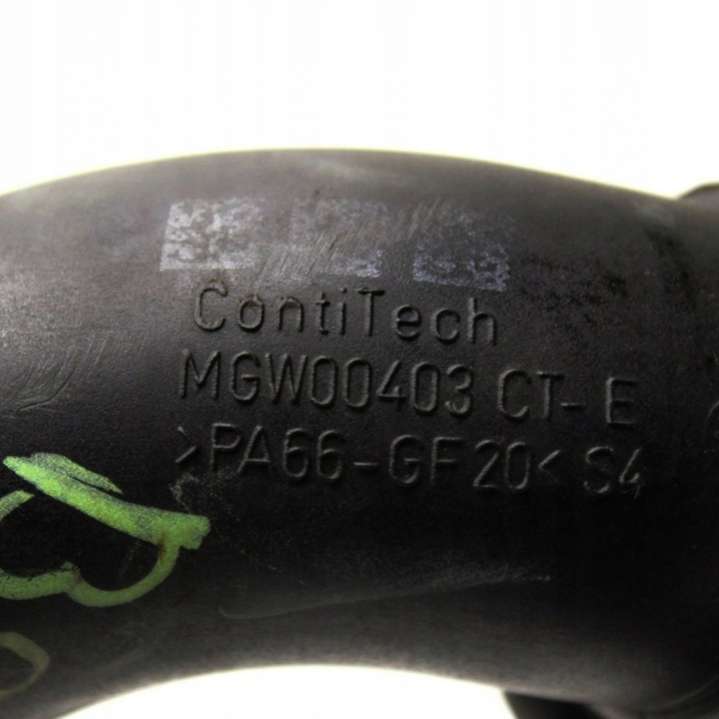 ContiTech
MGW00403 CT-E
>PA66-GF20< S4